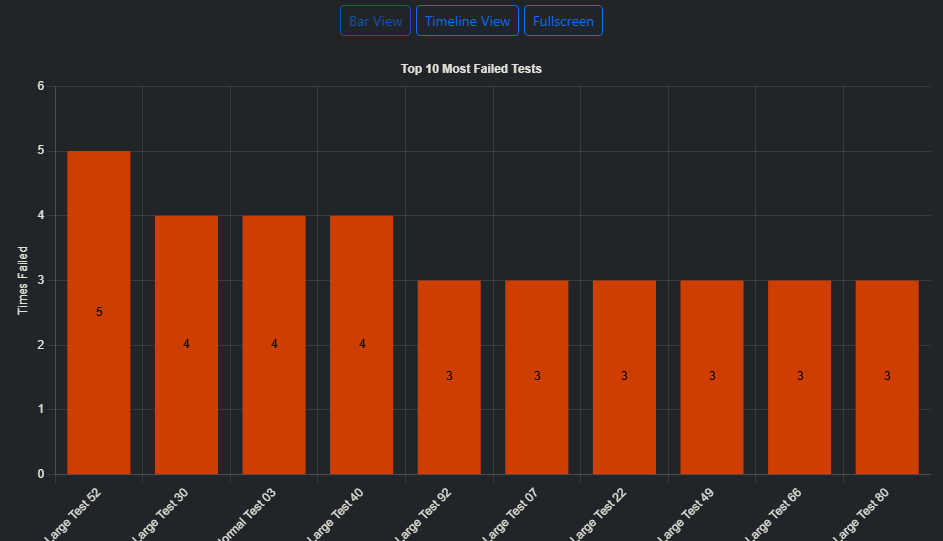 Bar View Timeline View Fullscreen
Top 10 Most Failed Tests
6
5
4
3
2
1
0
Times Failed
5 4 4 4 3 3 3 3 3 3
Large Test 52
Large Test 30
ormal Test 03
Large Test 40
Large Test 92
Large Test 07
Large Test 22
Large Test 49
Large Test 66
Large Test 80